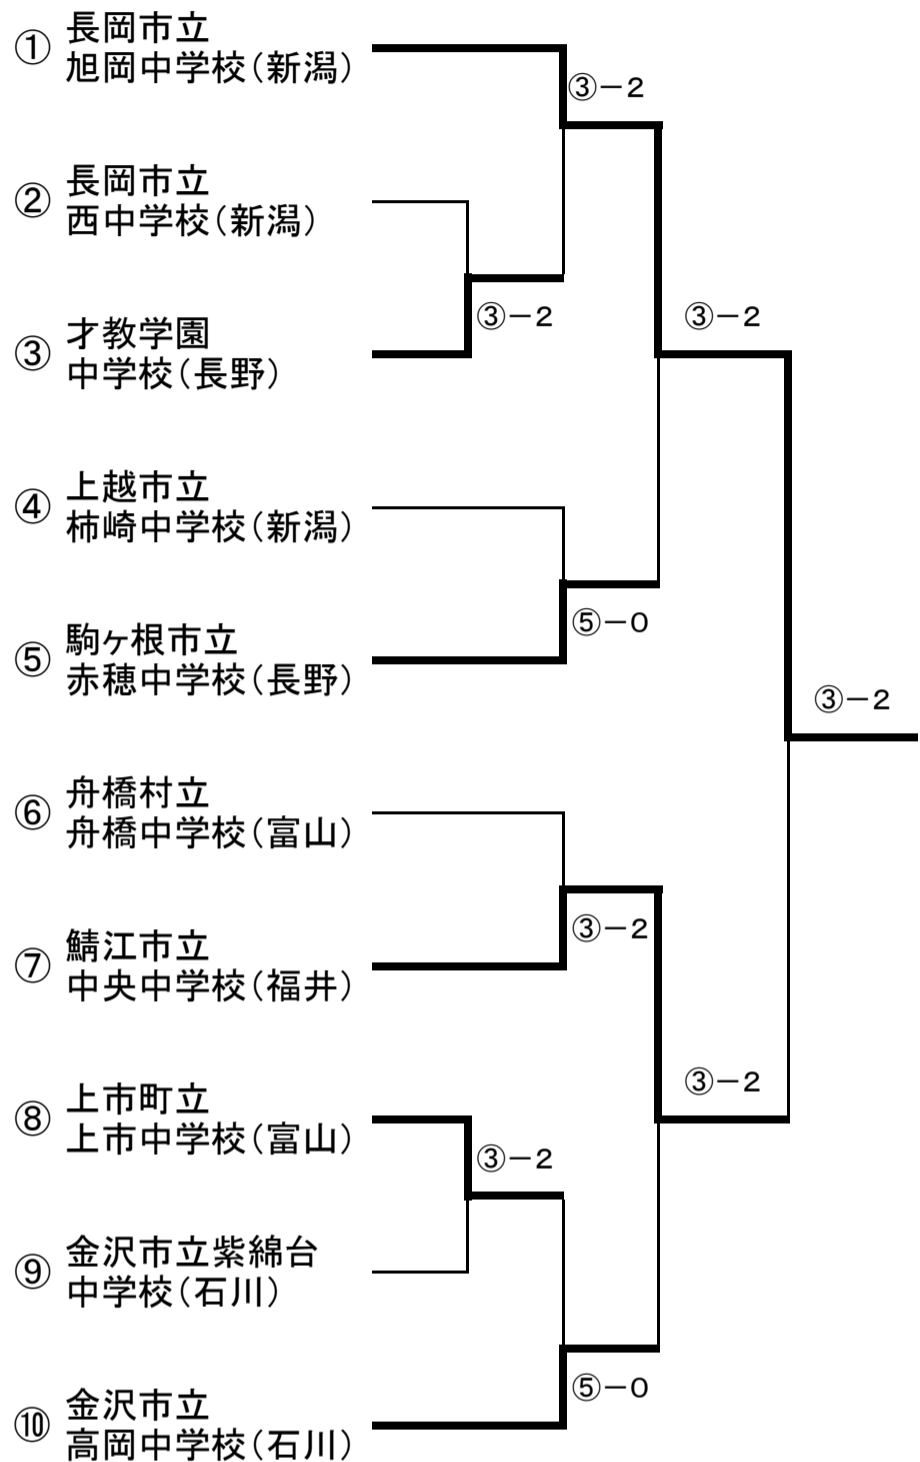 ① 長岡市立
旭岡中学校(新潟)
③－2
② 長岡市立
西中学校(新潟)
③－2
③ 才教学園
中学校(長野)
③－2
④ 上越市立
柿崎中学校(新潟)
⑤－0
⑤ 駒ヶ根市立
赤穂中学校(長野)
③－2
⑥ 舟橋村立
舟橋中学校(富山)
③－2
⑦ 鯖江市立
中央中学校(福井)
③－2
⑧ 上市町立
上市中学校(富山)
③－2
⑨ 金沢市立紫綿台
中学校(石川)
⑤－0
⑩ 金沢市立
高岡中学校(石川)